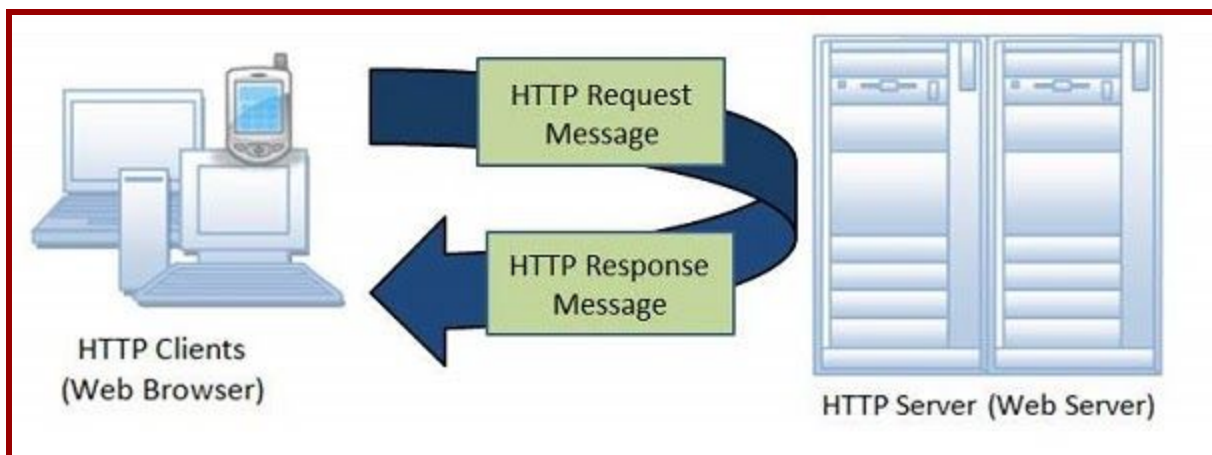 HTTP Request
Message
HTTP Response
Message
HTTP Clients
(Web Browser)
HTTP Server (Web Server)